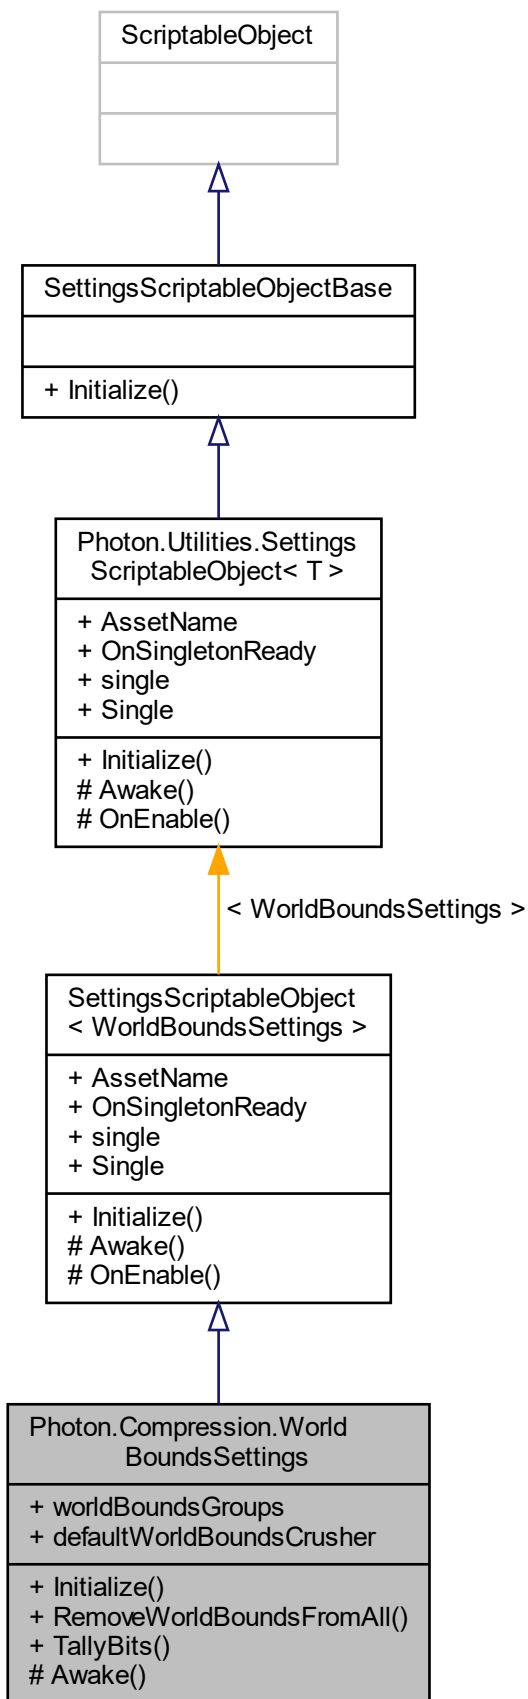 ScriptableObject
SettingsScriptableObjectBase
+ Initialize()
Photon.Utilities.Settings
ScriptableObject< T >
+ AssetName
+ OnSingletonReady
+ single
+ Single
+ Initialize()
# Awake()
# OnEnable()
< WorldBoundsSettings >
SettingsScriptableObject
< WorldBoundsSettings >
+ AssetName
+ OnSingletonReady
+ single
+ Single
+ Initialize()
# Awake()
# OnEnable()
Photon.Compression.World
BoundsSettings
+ worldBoundsGroups
+ defaultWorldBoundsCrusher
+ Initialize()
+ RemoveWorldBoundsFromAll()
+ TallyBits()
# Awake()